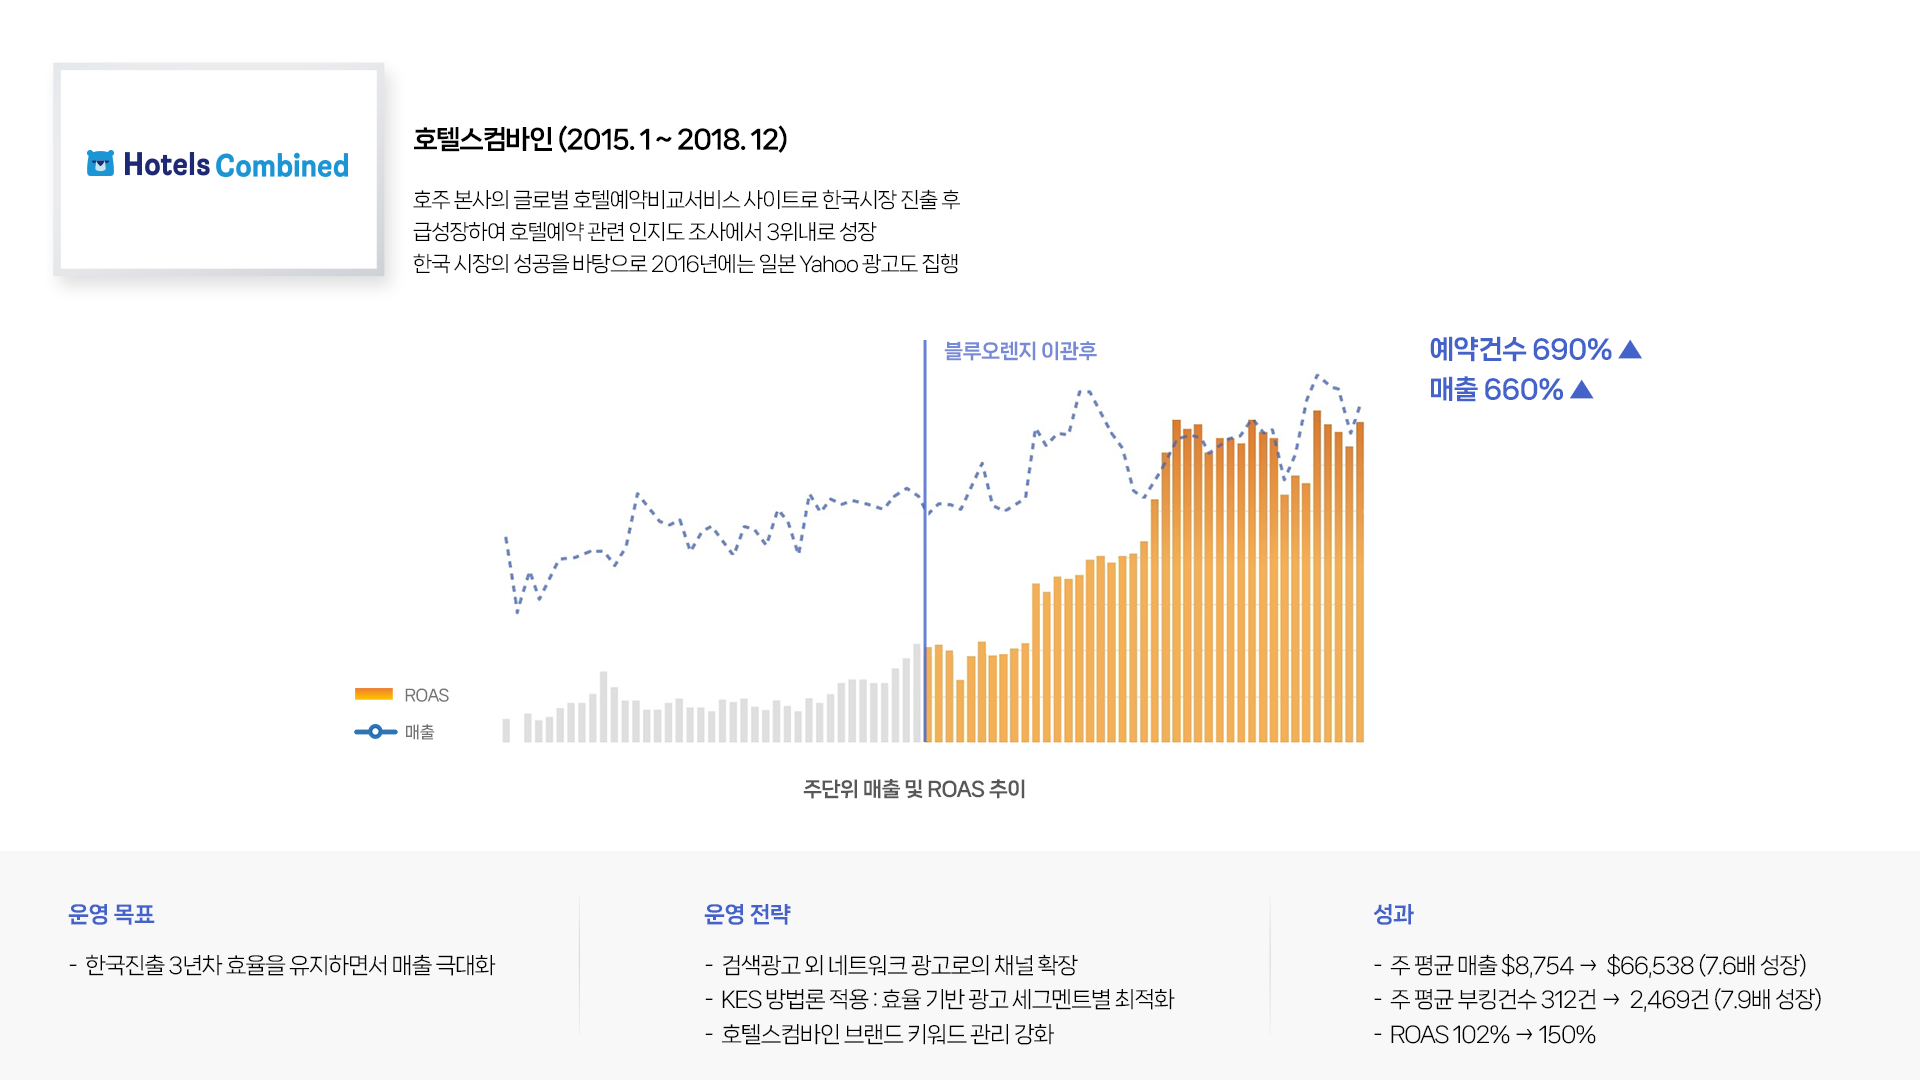 Hotels Combined
호텔스컴바인 (2015. 1 ~ 2018. 12)
호주 본사의 글로벌 호텔예약비교서비스 사이트로 한국시장 진출 후
급성장하여 호텔예약 관련 인지도 조사에서 3위내로 성장
한국 시장의 성공을 바탕으로 2016년에는 일본 Yahoo 광고도 집행
블루오렌지 이관후
예약건수 690% ▲
매출 660% ▲
ROAS
매출
주단위 매출 및 ROAS 추이
운영 목표
- 한국진출 3년차 효율을 유지하면서 매출 극대화
운영 전략
- 검색광고 외 네트워크 광고로의 채널 확장
- KES 방법론 적용 : 효율 기반 광고 세그멘트별 최적화
- 호텔스컴바인 브랜드 키워드 관리 강화
성과
- 주 평균 매출 $8,754 → $66,538 (7.6배 성장)
- 주 평균 부킹건수 312건 → 2,469건 (7.9배 성장)
- ROAS 102% → 150%